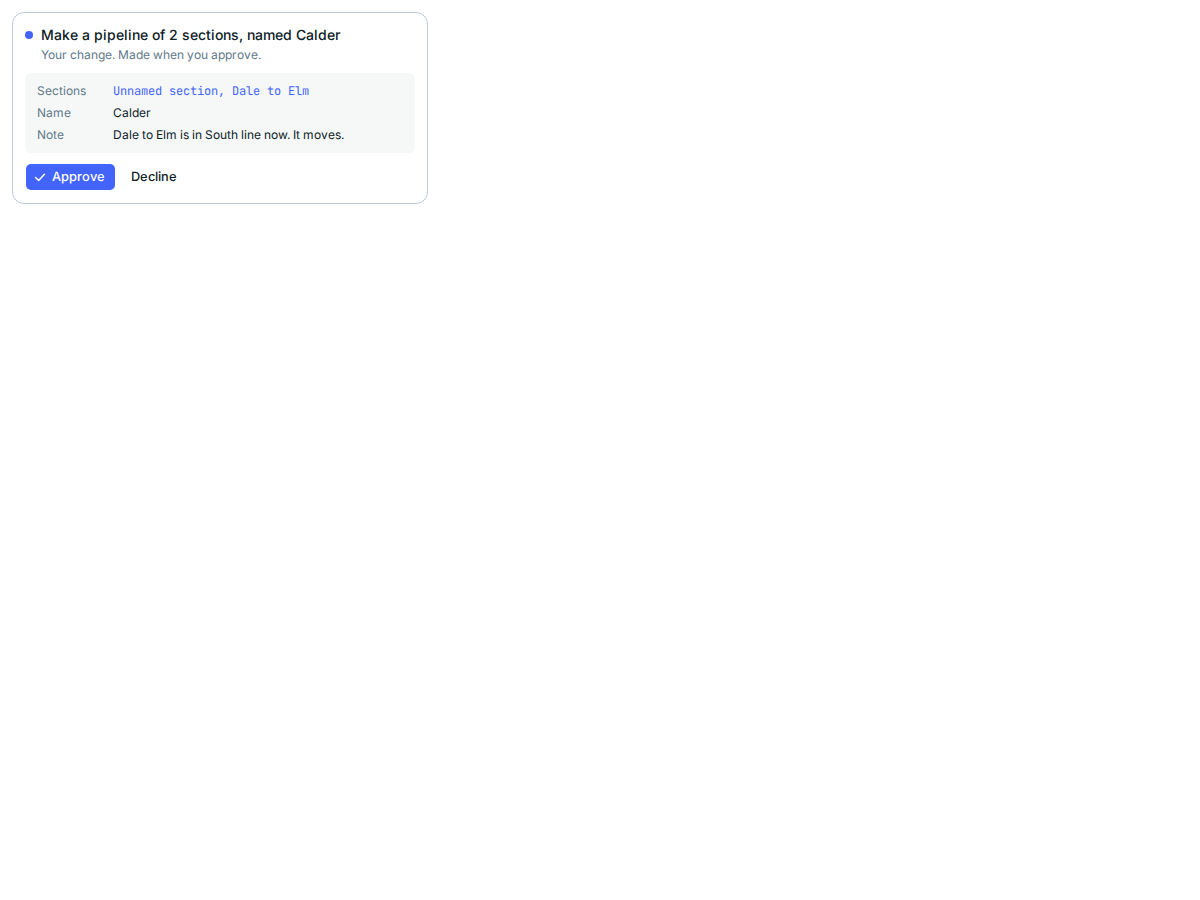 Make a pipeline of 2 sections, named Calder
Your change. Made when you approve.
Sections Unnamed section, Dale to Elm
Name Calder
Note Dale to Elm is in South line now. It moves.
Approve Decline